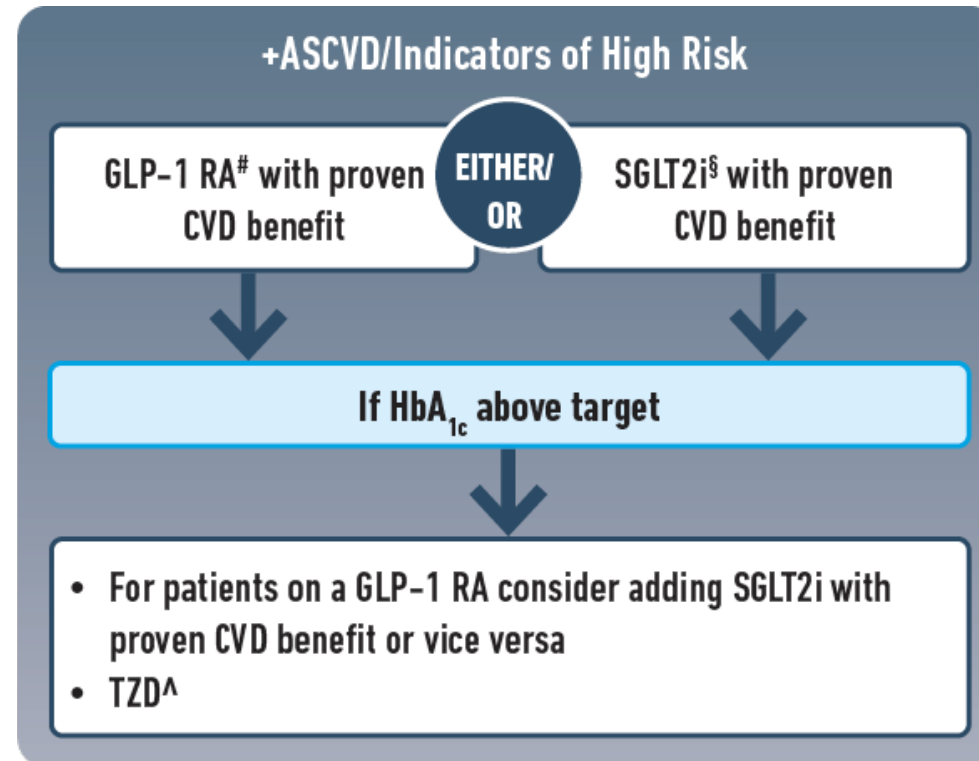 +ASCVD/Indicators of High Risk
GLP-1 RA# with proven
CVD benefit
EITHER/
OR
SGLT2i§ with proven
CVD benefit
If HbA1c above target
• For patients on a GLP-1 RA consider adding SGLT2i with
proven CVD benefit or vice versa
• TZD^